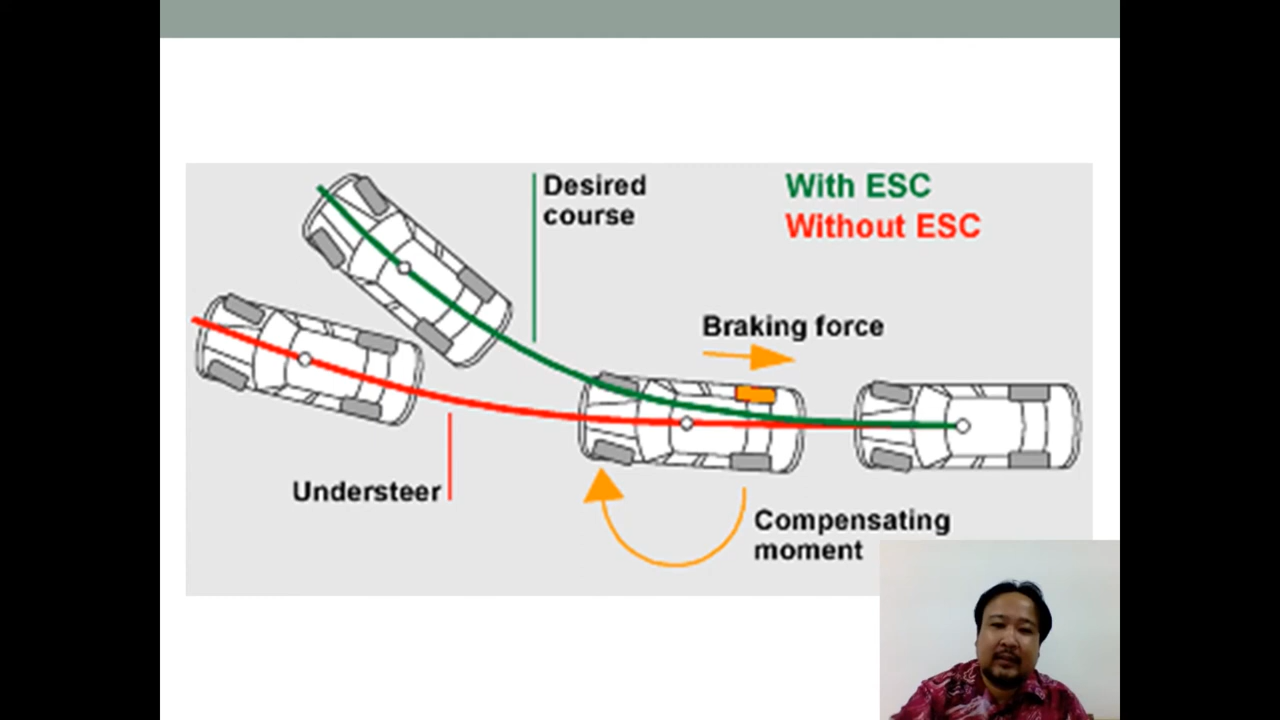 Desired
course
With ESC
Without ESC
Braking force
Understeer
Compensating
moment